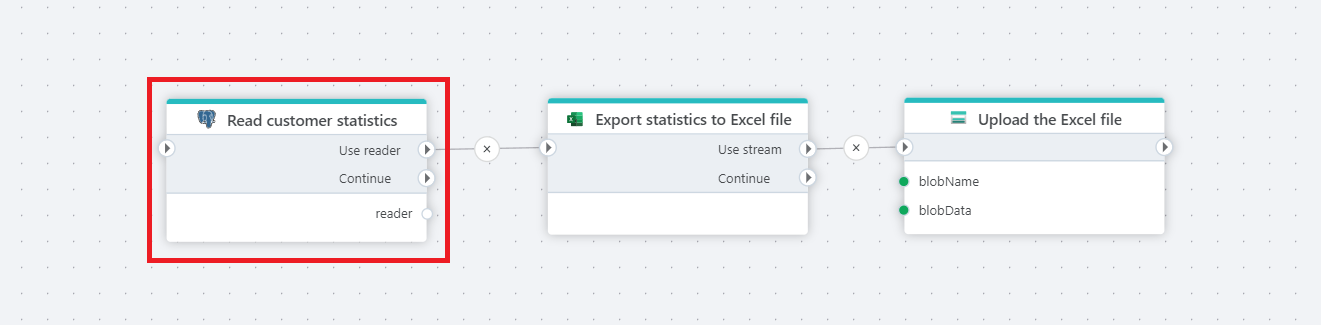 Read customer statistics
Use reader
Continue
reader
Export statistics to Excel file
Use stream
Continue
Upload the Excel file
blobName
blobData